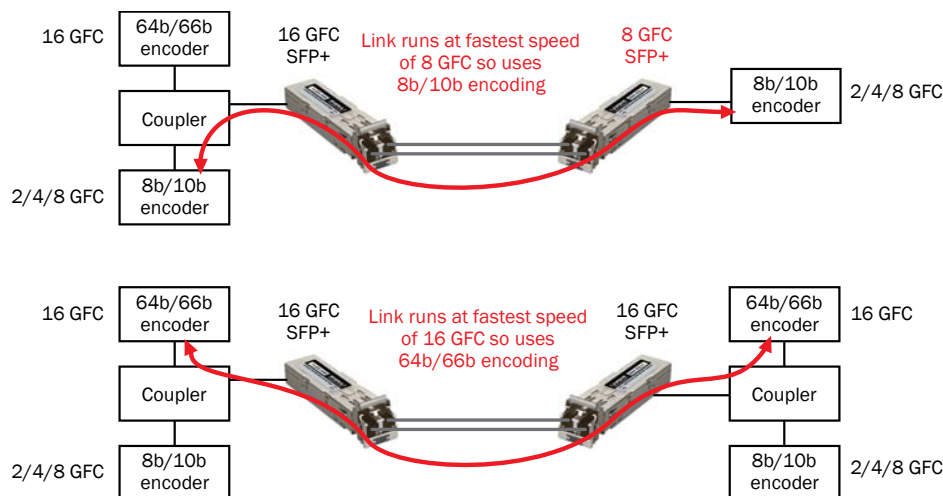 16 GFC
64b/66b
encoder
16 GFC
SFP+
Link runs at fastest speed
of 8 GFC so uses
8b/10b encoding
8 GFC
SFP+
8b/10b
encoder
2/4/8 GFC
Coupler
2/4/8 GFC
8b/10b
encoder
16 GFC
64b/66b
encoder
16 GFC
SFP+
Link runs at fastest speed
of 16 GFC so uses
64b/66b encoding
16 GFC
SFP+
64b/66b
encoder
16 GFC
Coupler
Coupler
2/4/8 GFC
8b/10b
encoder
8b/10b
encoder
2/4/8 GFC